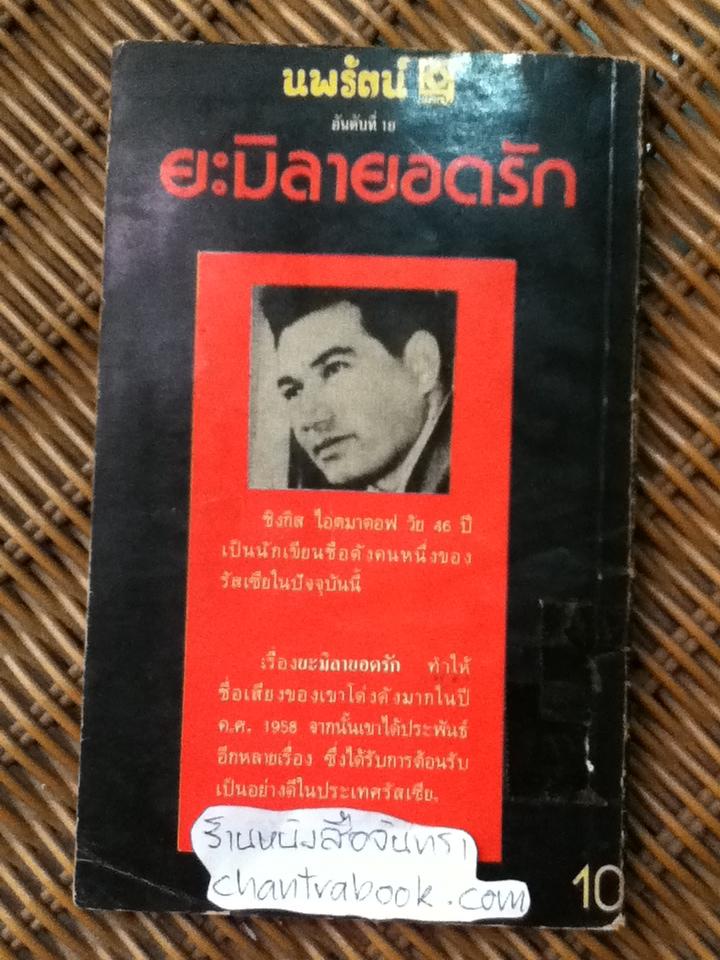 นพรัตน์
อันดับที่ 18
ยะมิลายอดรัก
ชิงกิส ไอตมาตอฟ วัย 46 ปี
เป็นนักเขียนชื่อดังคนหนึ่งของ
รัสเซียในปัจจุบันนี้
เรื่องยะมิลายอดรัก ทำให้
ชื่อเสียงของเขาโด่งดังมากในปี
ค.ศ. 1958 จากนั้นเขาได้ประพันธ์
อีกหลายเรื่อง ซึ่งได้รับการต้อนรับ
เป็นอย่างดีในประเทศรัสเซีย.
ร้านหนังสือจันทรา
chantrabook.com
10